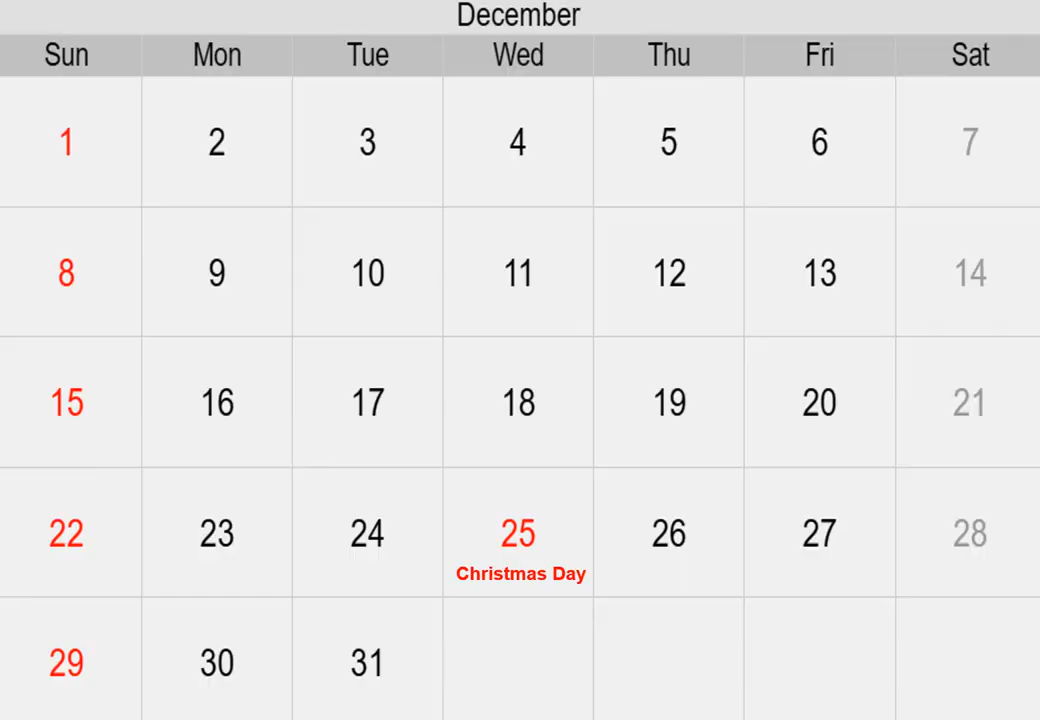 December
Sun Mon Tue Wed Thu Fri Sat
1 2 3 4 5 6 7
8 9 10 11 12 13 14
15 16 17 18 19 20 21
22 23 24 25 26 27 28
Christmas Day
29 30 31